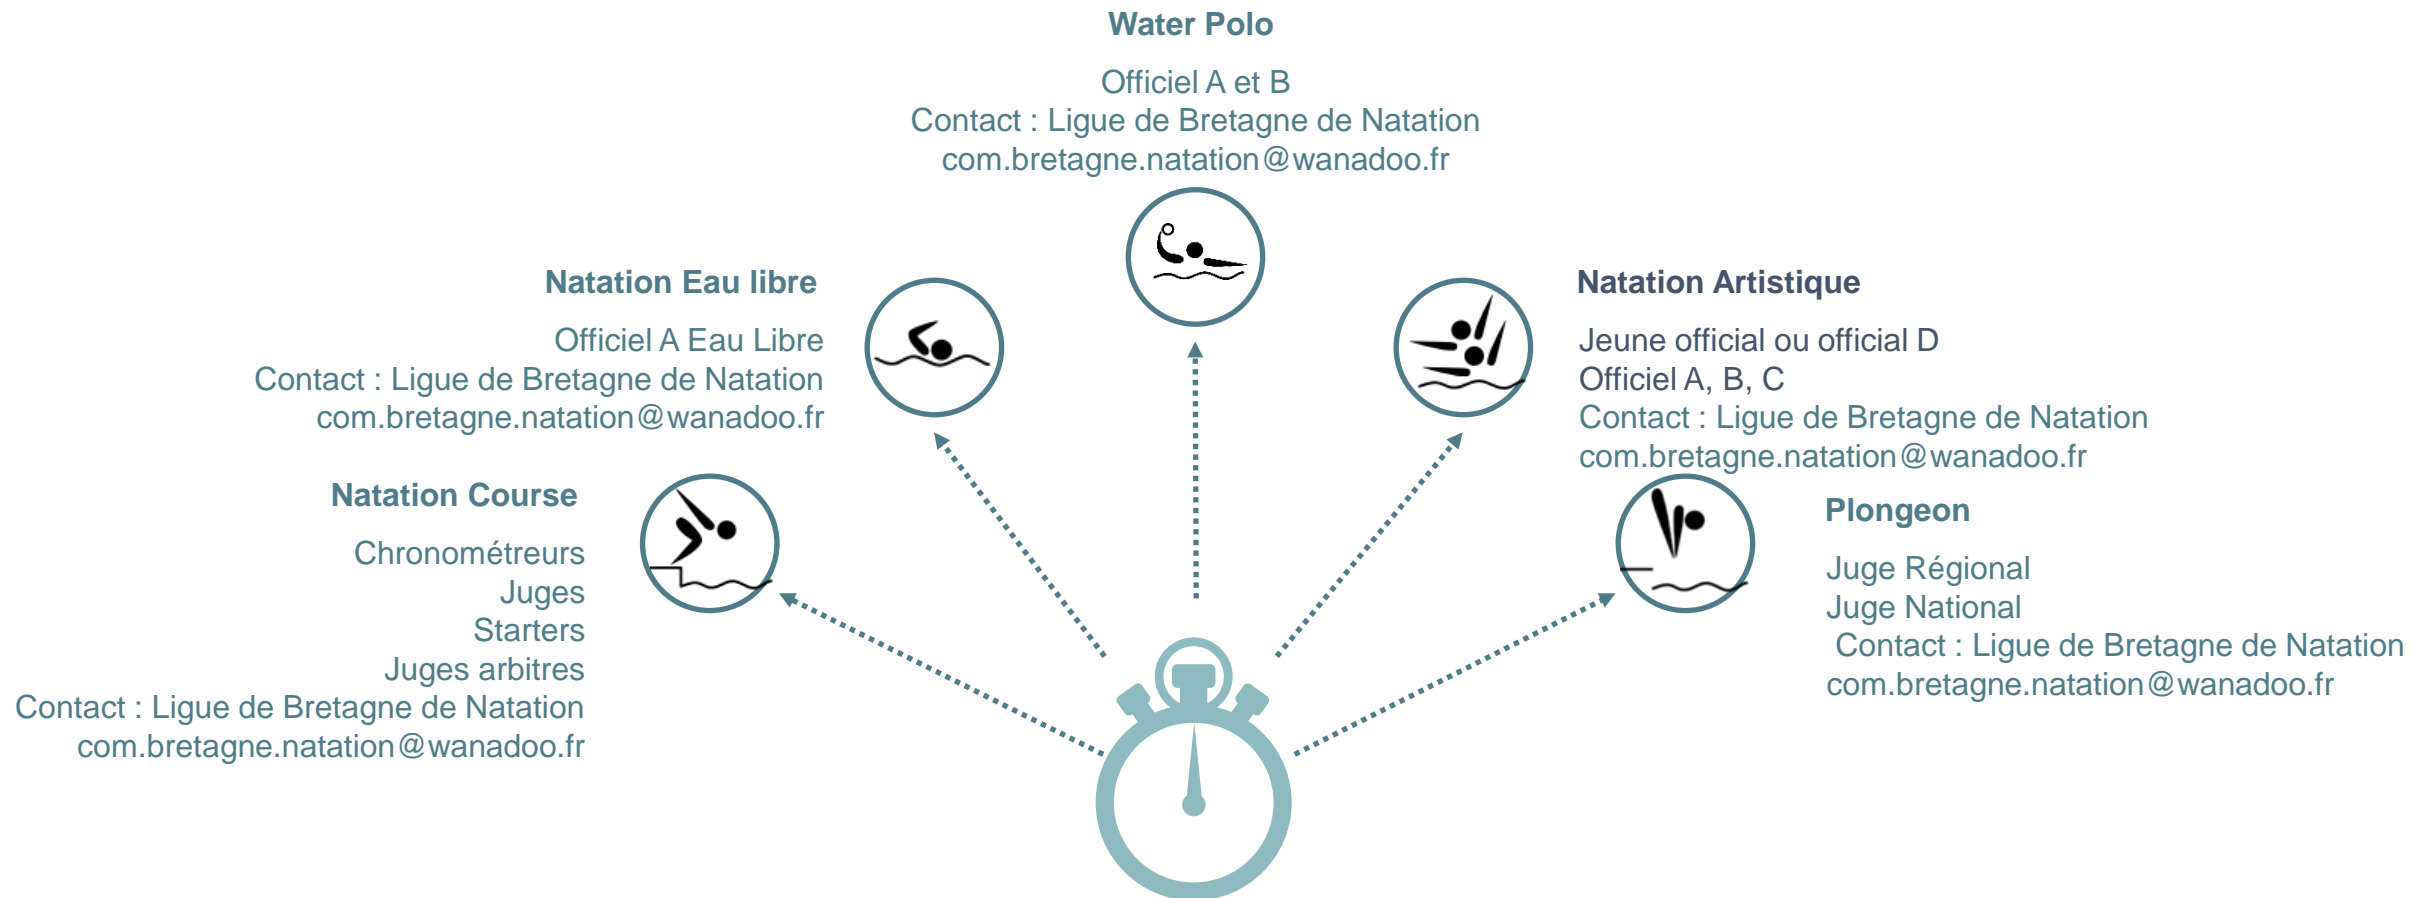 Water Polo
Officiel A et B
Contact : Ligue de Bretagne de Natation
com.bretagne.natation@wanadoo.fr
Natation Eau libre
Officiel A Eau Libre
Contact : Ligue de Bretagne de Natation
com.bretagne.natation@wanadoo.fr
Natation Artistique
Jeune official ou official D
Officiel A, B, C
Contact : Ligue de Bretagne de Natation
com.bretagne.natation@wanadoo.fr
Natation Course
Chronométreurs
Juges
Starters
Juges arbitres
Contact : Ligue de Bretagne de Natation
com.bretagne.natation@wanadoo.fr
Plongeon
Juge Régional
Juge National
Contact : Ligue de Bretagne de Natation
com.bretagne.natation@wanadoo.fr